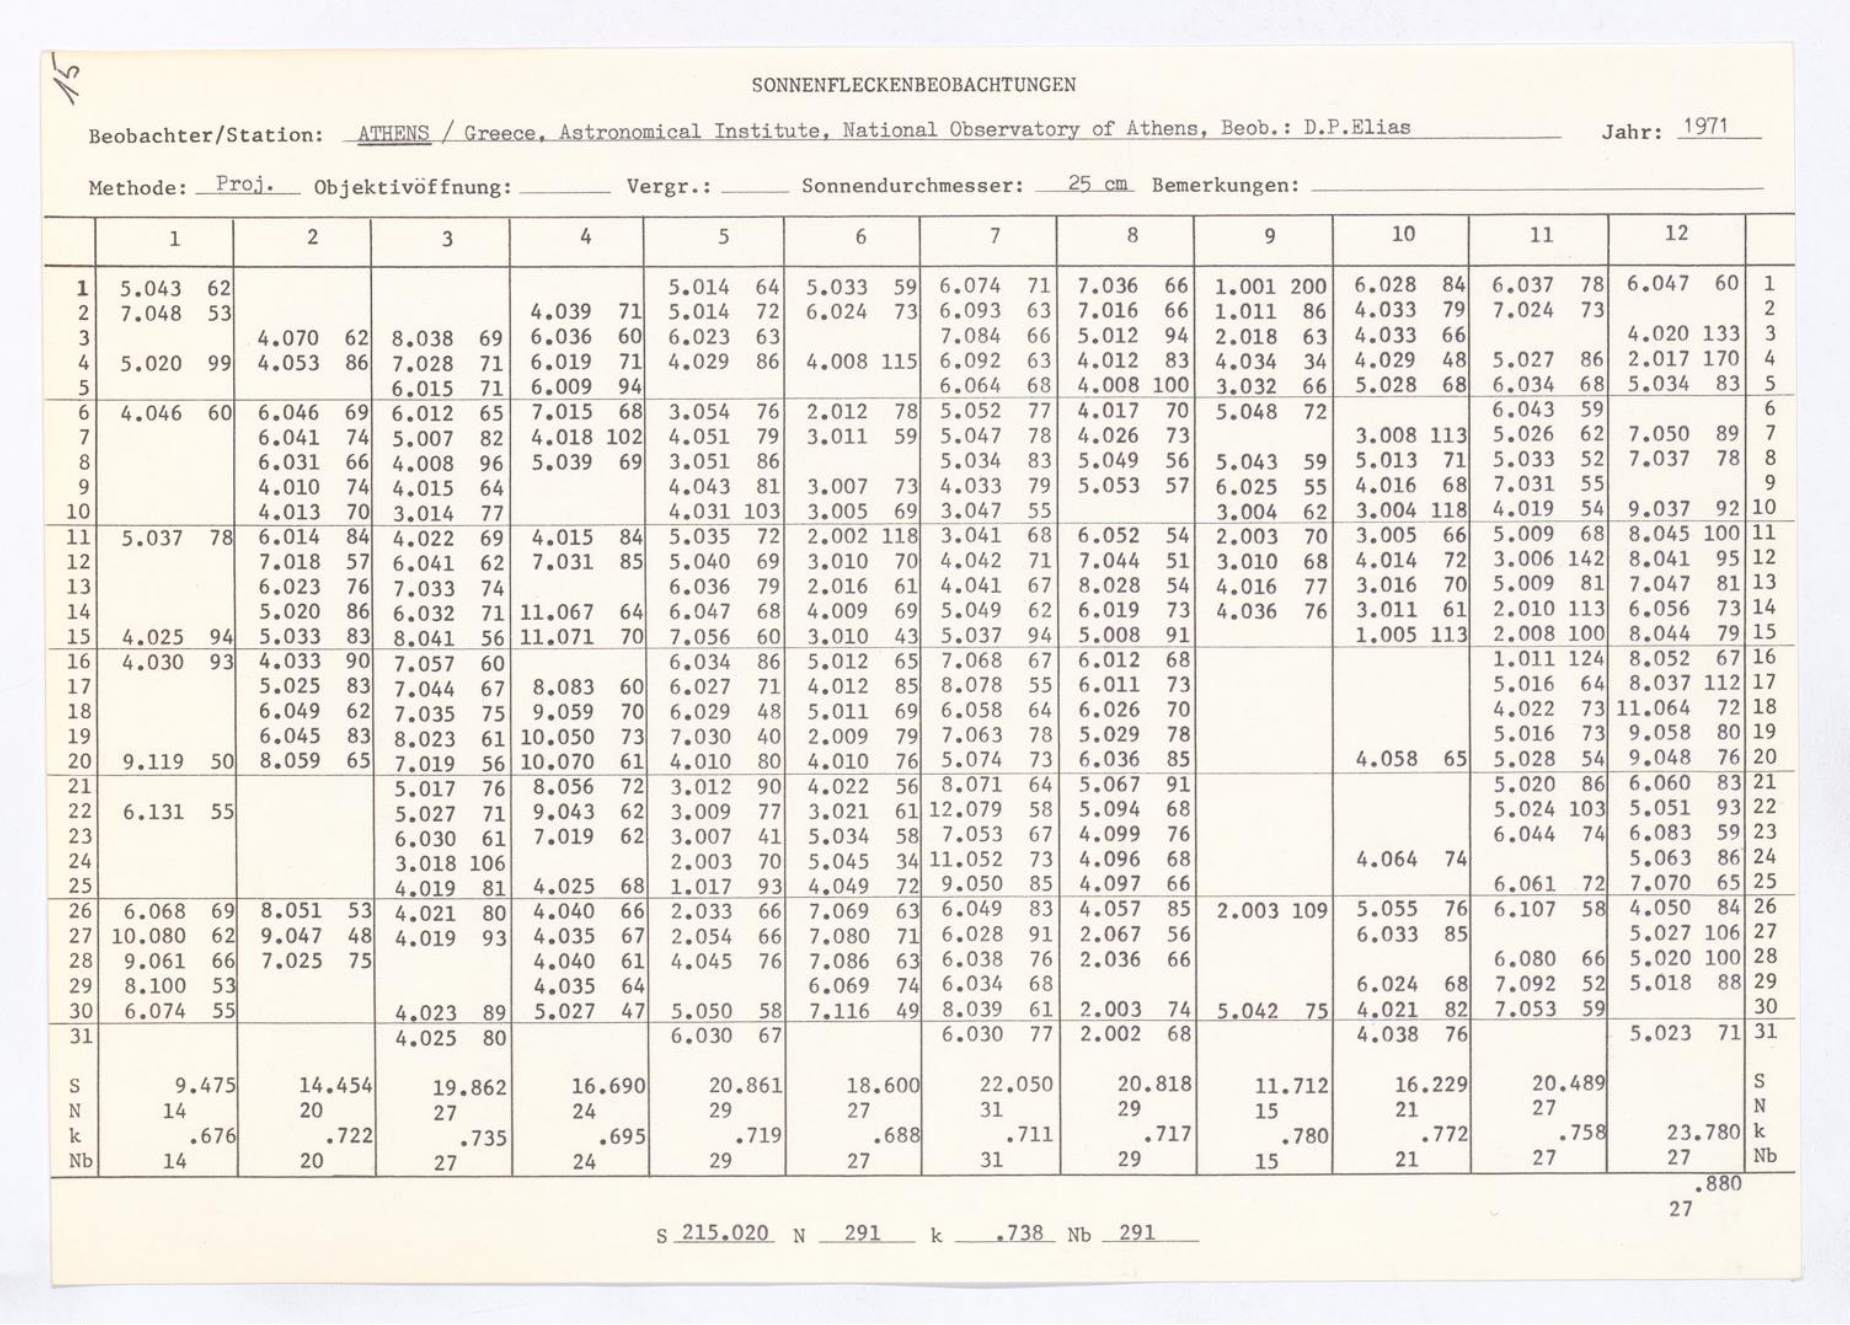 15
SONNENFLECKENBEOBACHTUNGEN
Beobachter/Station: ATHENS / Greece, Astronomical Institute, National Observatory of Athens, Beob.: D.P.Elias Jahr: 1971
Methode: Proj. Objektivöffnung: Vergr.: Sonnendurchmesser: 25 cm Bemerkungen:
1 2 3 4 5 6 7 8 9 10 11 12
1 5.043 62 5.014 64 5.033 59 6.074 71 7.036 66 1.001 200 6.028 84 6.037 78 6.047 60 1
2 7.048 53 4.039 71 5.014 72 6.024 73 6.093 63 7.016 66 1.011 86 4.033 79 7.024 73 2
3 4.070 62 8.038 69 6.036 60 6.023 63 7.084 66 5.012 94 2.018 63 4.033 66 4.020 133 3
4 5.020 99 4.053 86 7.028 71 6.019 71 4.029 86 4.008 115 6.092 63 4.012 83 4.034 34 4.029 48 5.027 86 2.017 170 4
5 6.015 71 6.009 94 6.064 68 4.008 100 3.032 66 5.028 68 6.034 68 5.034 83 5
6 4.046 60 6.046 69 6.012 65 7.015 68 3.054 76 2.012 78 5.052 77 4.017 70 5.048 72 6.043 59 6
7 6.041 74 5.007 82 4.018 102 4.051 79 3.011 59 5.047 78 4.026 73 3.008 113 5.026 62 7.050 89 7
8 6.031 66 4.008 96 5.039 69 3.051 86 5.034 83 5.049 56 5.043 59 5.013 71 5.033 52 7.037 78 8
9 4.010 74 4.015 64 4.043 81 3.007 73 4.033 79 5.053 57 6.025 55 4.016 68 7.031 55 9
10 4.013 70 3.014 77 4.031 103 3.005 69 3.047 55 3.004 62 3.004 118 4.019 54 9.037 92 10
11 5.037 78 6.014 84 4.022 69 4.015 84 5.035 72 2.002 118 3.041 68 6.052 54 2.003 70 3.005 66 5.009 68 8.045 100 11
12 7.018 57 6.041 62 7.031 85 5.040 69 3.010 70 4.042 71 7.044 51 3.010 68 4.014 72 3.006 142 8.041 95 12
13 6.023 76 7.033 74 6.036 79 2.016 61 4.041 67 8.028 54 4.016 77 3.016 70 5.009 81 7.047 81 13
14 5.020 86 6.032 71 11.067 64 6.047 68 4.009 69 5.049 62 6.019 73 4.036 76 3.011 61 2.010 113 6.056 73 14
15 4.025 94 5.033 83 8.041 56 11.071 70 7.056 60 3.010 43 5.037 94 5.008 91 1.005 113 2.008 100 8.044 79 15
16 4.030 93 4.033 90 7.057 60 6.034 86 5.012 65 7.068 67 6.012 68 1.011 124 8.052 67 16
17 5.025 83 7.044 67 8.083 60 6.027 71 4.012 85 8.078 55 6.011 73 5.016 64 8.037 112 17
18 6.049 62 7.035 75 9.059 70 6.029 48 5.011 69 6.058 64 6.026 70 4.022 73 11.064 72 18
19 6.045 83 8.023 61 10.050 73 7.030 40 2.009 79 7.063 78 5.029 78 5.016 73 9.058 80 19
20 9.119 50 8.059 65 7.019 56 10.070 61 4.010 80 4.010 76 5.074 73 6.036 85 4.058 65 5.028 54 9.048 76 20
21 5.017 76 8.056 72 3.012 90 4.022 56 8.071 64 5.067 91 5.020 86 6.060 83 21
22 6.131 55 5.027 71 9.043 62 3.009 77 3.021 61 12.079 58 5.094 68 5.024 103 5.051 93 22
23 6.030 61 7.019 62 3.007 41 5.034 58 7.053 67 4.099 76 6.044 74 6.083 59 23
24 3.018 106 2.003 70 5.045 34 11.052 73 4.096 68 4.064 74 5.063 86 24
25 4.019 81 4.025 68 1.017 93 4.049 72 9.050 85 4.097 66 6.061 72 7.070 65 25
26 6.068 69 8.051 53 4.021 80 4.040 66 2.033 66 7.069 63 6.049 83 4.057 85 2.003 109 5.055 76 6.107 58 4.050 84 26
27 10.080 62 9.047 48 4.019 93 4.035 67 2.054 66 7.080 71 6.028 91 2.067 56 6.033 85 5.027 106 27
28 9.061 66 7.025 75 4.040 61 4.045 76 7.086 63 6.038 76 2.036 66 6.080 66 5.020 100 28
29 8.100 53 4.035 64 6.069 74 6.034 68 6.024 68 7.092 52 5.018 88 29
30 6.074 55 4.023 89 5.027 47 5.050 58 7.116 49 8.039 61 2.003 74 5.042 75 4.021 82 7.053 59 30
31 4.025 80 6.030 67 6.030 77 2.002 68 4.038 76 5.023 71 31
S 9.475 14.454 19.862 16.690 20.861 18.600 22.050 20.818 11.712 16.229 20.489 S
N 14 20 27 24 29 27 31 29 15 21 27 N
k .676 .722 .735 .695 .719 .688 .711 .717 .780 .772 .758 23.780 k
Nb 14 20 27 24 29 27 31 29 15 21 27 27 Nb
.880
27
S 215.020 N 291 k .738 Nb 291